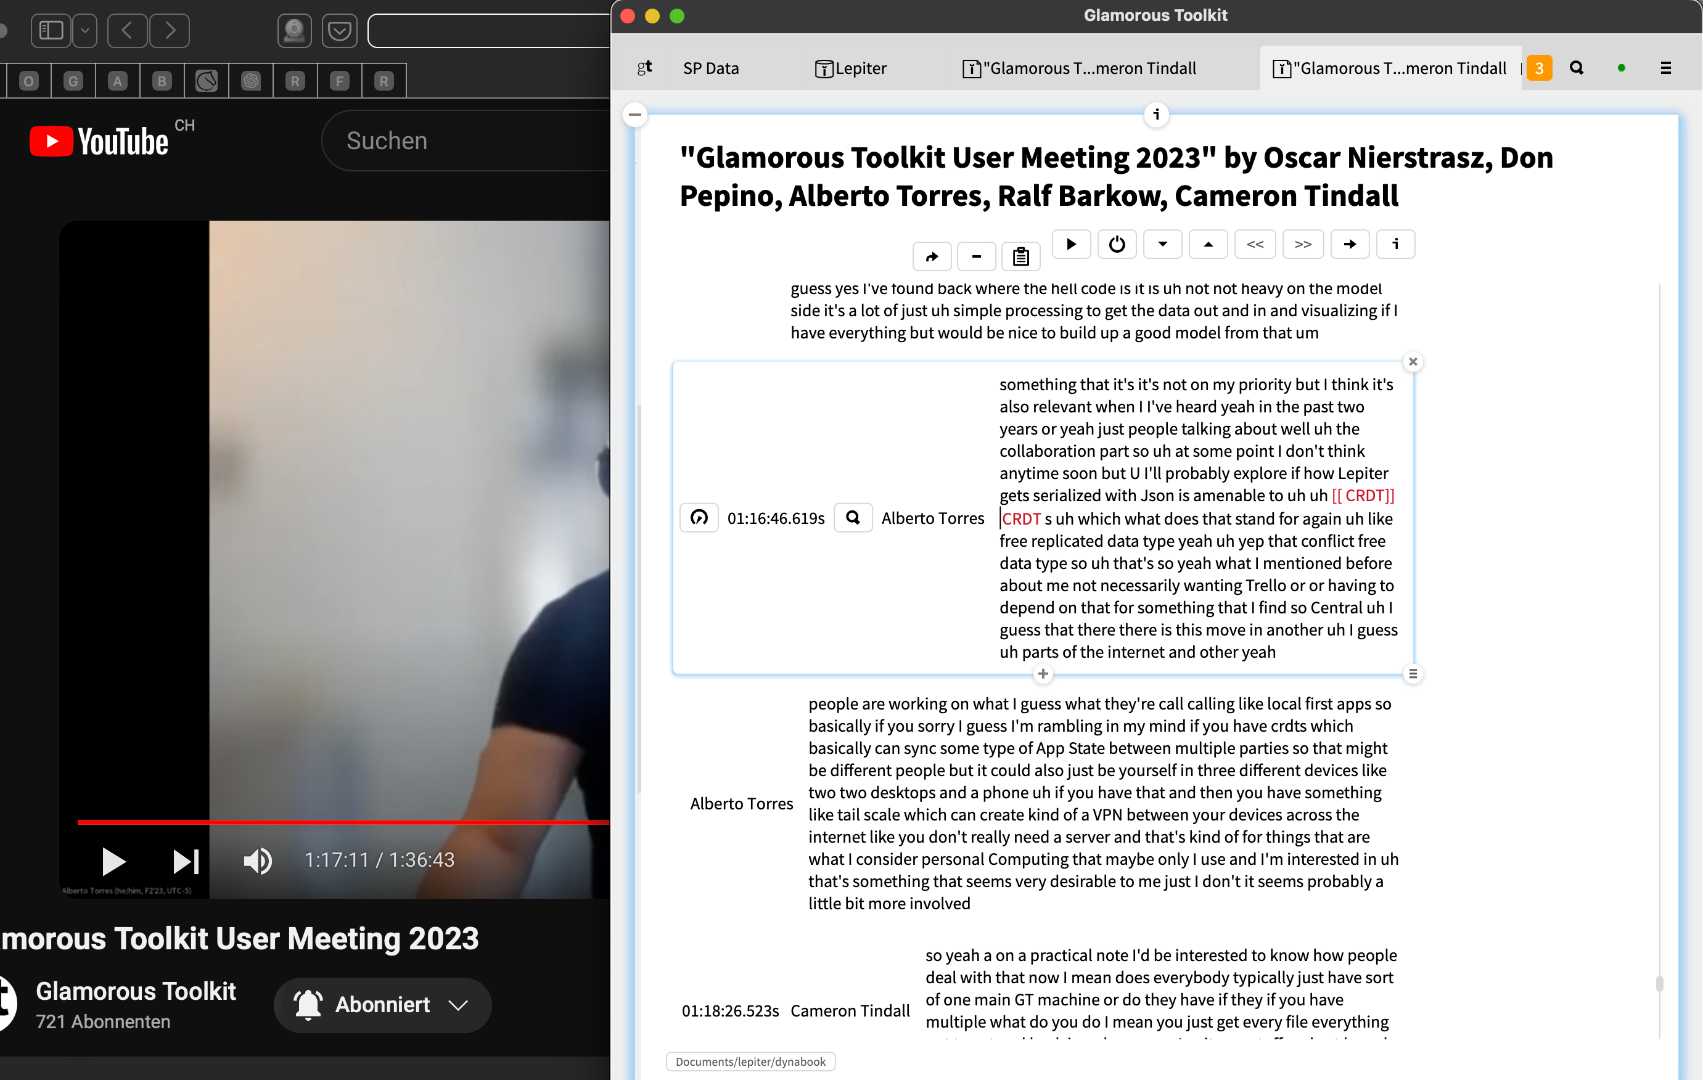 O
G
A
B
R
F
R
YouTube CH
Suchen
1:17:11 / 1:36:43
Alberto Torres (he/him, F2'23, UTC-5)
morous Toolkit User Meeting 2023
Glamorous Toolkit
721 Abonnenten
Abonniert
Glamorous Toolkit
gt
SP Data
Lepiter
"Glamorous T...meron Tindall
"Glamorous T...meron Tindall
3
"Glamorous Toolkit User Meeting 2023" by Oscar Nierstrasz, Don
Pepino, Alberto Torres, Ralf Barkow, Cameron Tindall
<< >> i
guess yes I've found back where the hell code is it is uh not not heavy on the model
side it's a lot of just uh simple processing to get the data out and in and visualizing if I
have everything but would be nice to build up a good model from that um
01:16:46.619s
Alberto Torres
something that it's it's not on my priority but I think it's
also relevant when I I've heard yeah in the past two
years or yeah just people talking about well uh the
collaboration part so uh at some point I don't think
anytime soon but U I'll probably explore if how Lepiter
gets serialized with Json is amenable to uh uh [[ CRDT]]
CRDT s uh which what does that stand for again uh like
free replicated data type yeah uh yep that conflict free
data type so uh that's so yeah what I mentioned before
about me not necessarily wanting Trello or or having to
depend on that for something that I find so Central uh I
guess that there there is this move in another uh I guess
uh parts of the internet and other yeah
Alberto Torres
people are working on what I guess what they're call calling like local first apps so
basically if you sorry I guess I'm rambling in my mind if you have crdts which
basically can sync some type of App State between multiple parties so that might
be different people but it could also just be yourself in three different devices like
two two desktops and a phone uh if you have that and then you have something
like tail scale which can create kind of a VPN between your devices across the
internet like you don't really need a server and that's kind of for things that are
what I consider personal Computing that maybe only I use and I'm interested in uh
that's something that seems very desirable to me just I don't it seems probably a
little bit more involved
01:18:26.523s
Cameron Tindall
so yeah a on a practical note I'd be interested to know how people
deal with that now I mean does everybody typically just have sort
of one main GT machine or do they have if they if you have
multiple what do you do I mean you just get every file everything
Documents/lepiter/dynabook